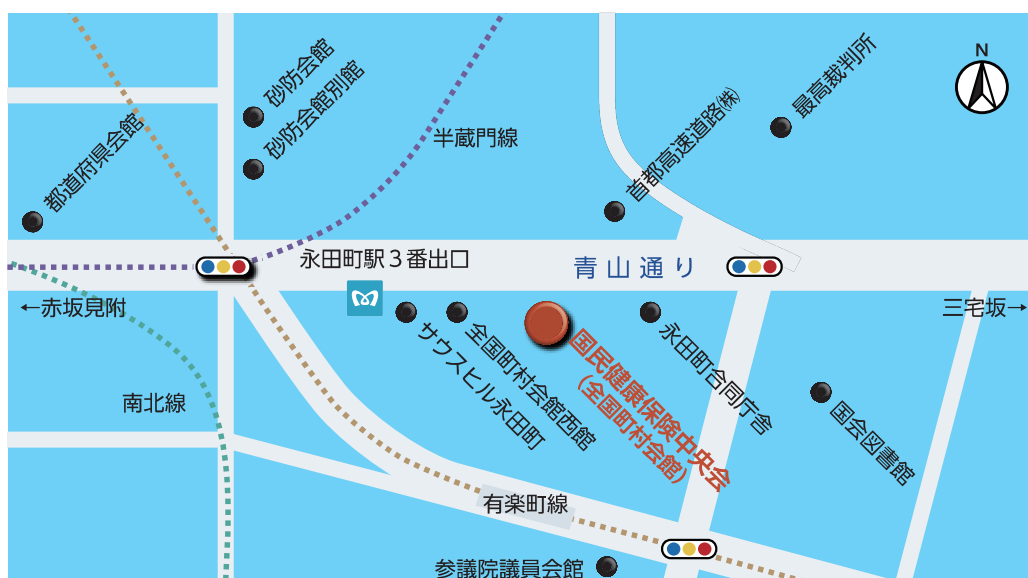 N
砂防会館
砂防会館別館
都道府県会館
半蔵門線
首都高速道路㈱
最高裁判所
永田町駅3番出口
青山通り
←赤坂見附
三宅坂→
サウスヒル永田町
全国町村会館西館
国民健康保険中央会
(全国町村会館)
永田町合同庁舎
国会図書館
南北線
有楽町線
参議院議員会館